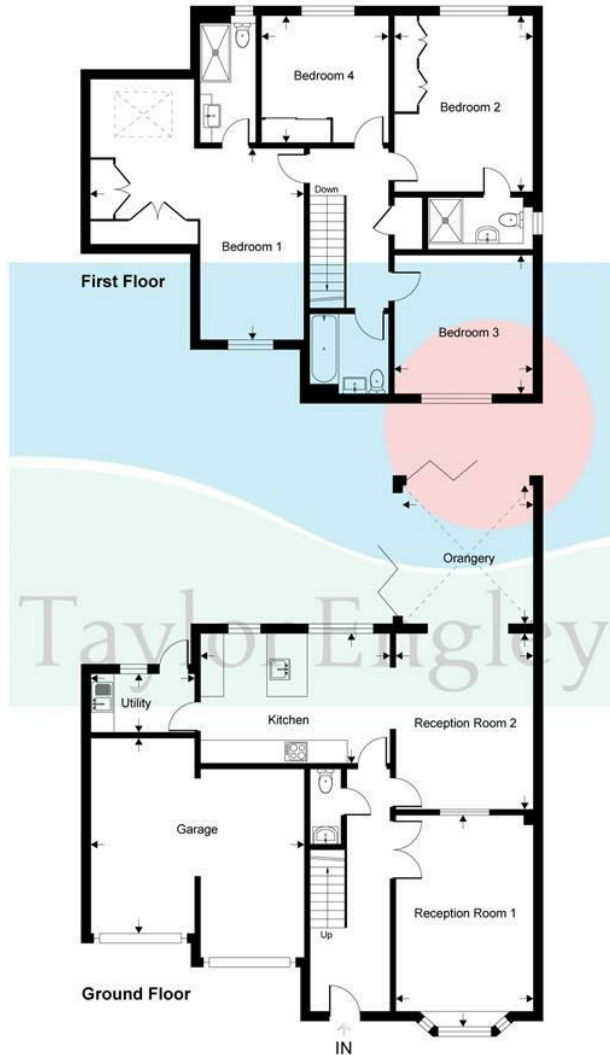 Bedroom 4
Bedroom 2
Down
Bedroom 1
First Floor
Bedroom 3
Orangery
Taylor Engley
Utility
Kitchen
Reception Room 2
Garage
Reception Room 1
Up
Ground Floor
IN